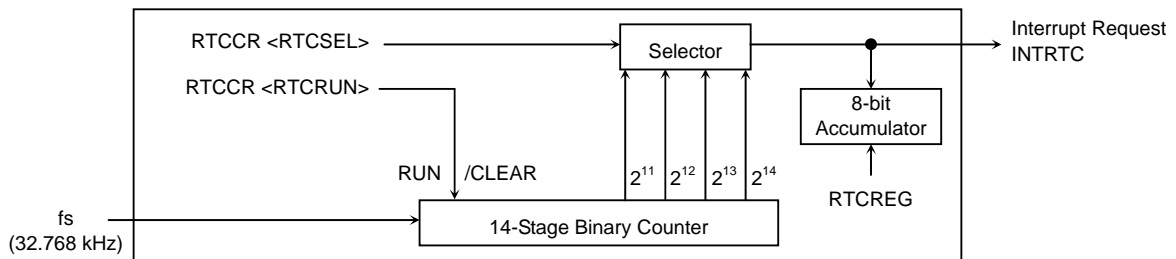 RTCCR <RTCSEL>
Selector
Interrupt Request
INTRTC
RTCCR <RTCRUN>
8-bit
Accumulator
RUN /CLEAR
2¹¹ 2¹² 2¹³ 2¹⁴
RTCREG
fs
(32.768 kHz)
14-Stage Binary Counter